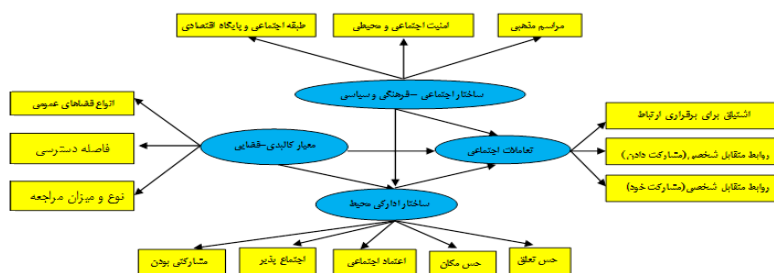 طبقه اجتماعی و پایگاه اقتصادی
امنیت اجتماعی و محیطی
مراسم مذهبی
ساختار اجتماعی -فرهنگی و سیاسی
انواع فضاهای عمومی
اشتیاق برای برقراری ارتباط
فاصله دسترسی
معیار کالبدی-فضایی
تعاملات اجتماعی
روابط متقابل شخصی(مشارکت دادن)
نوع و میزان مراجعه
روابط متقابل شخصی(مشارکت خود)
ساختار ادارکی محیط
مشارکتی بودن
اجتماع پذیر
اعتماد اجتماعی
حس مکان
حس تعلق